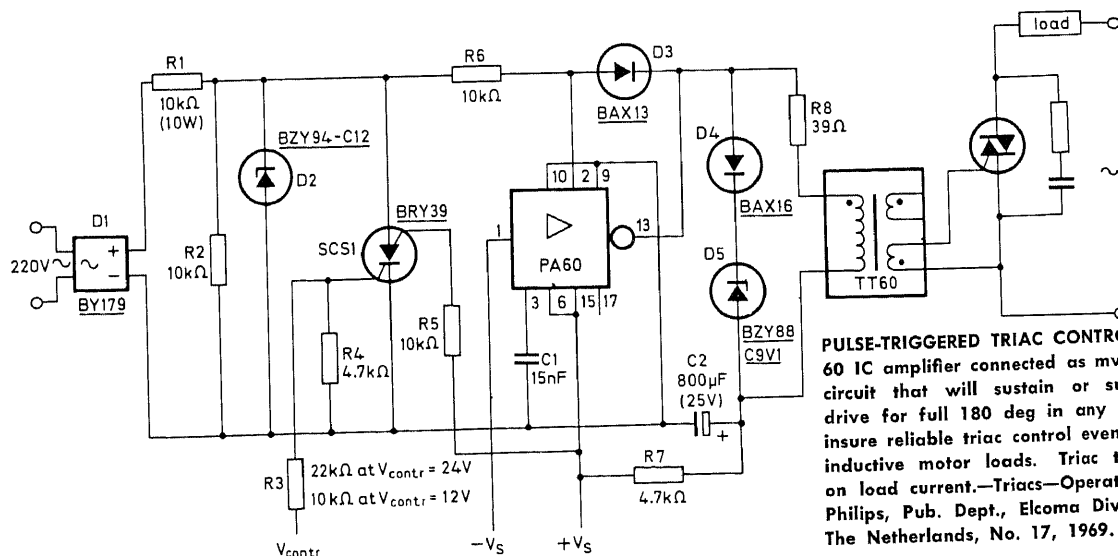 load
R1
10kΩ
(10W)
R6
10kΩ
D3
BAX13
R8
39Ω
BZY94-C12
D2
D4
BAX16
10 2 9
BRY39
SCS1
1
13
PA60
D1
220V
+
−
BY179
R2
10kΩ
D5
TT60
3 6 15 17
R5
10kΩ
BZY88
C9V1
R4
4.7kΩ
C1
15nF
C2
800µF
(25V)
+
R3
22kΩ at Vcontr = 24V
10kΩ at Vcontr = 12V
R7
4.7kΩ
Vcontr
−VS
+VS
PULSE-TRIGGERED TRIAC CONTRO
60 IC amplifier connected as mv
circuit that will sustain or su
drive for full 180 deg in any
insure reliable triac control even
inductive motor loads. Triac t
on load current.—Triacs—Operat
Philips, Pub. Dept., Elcoma Div
The Netherlands, No. 17, 1969.